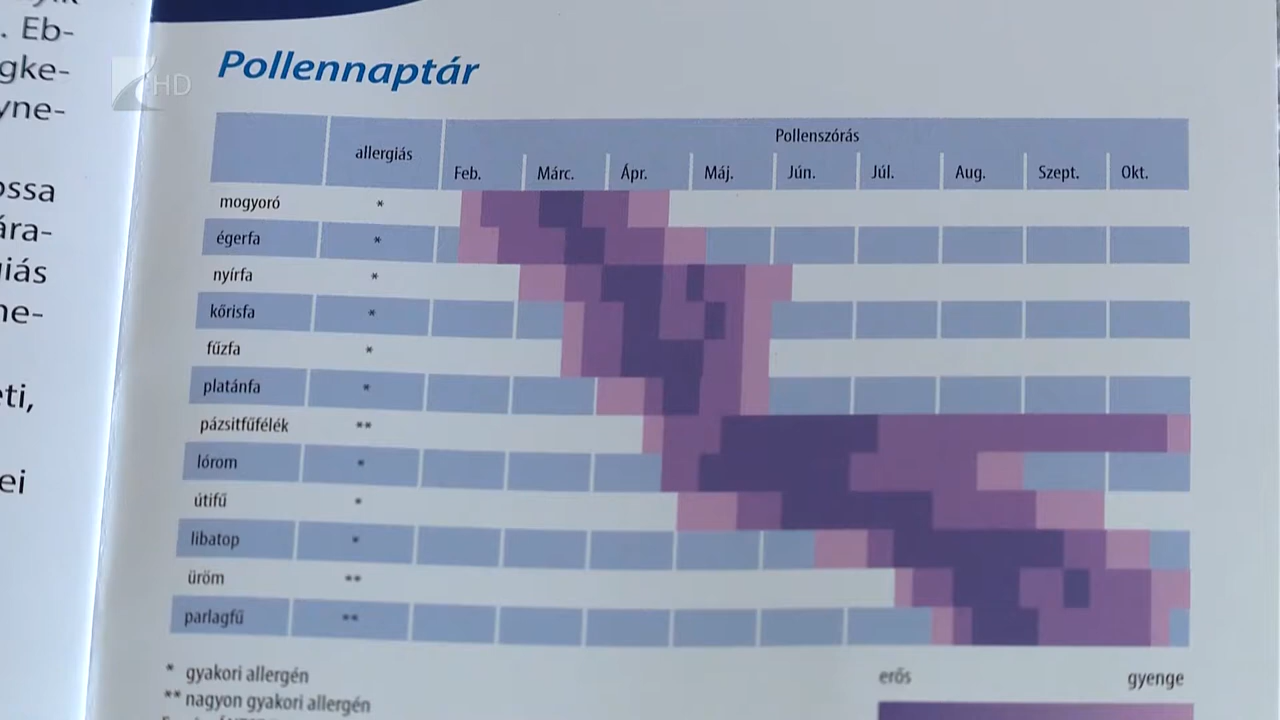 . Eb-
gke-
yne-
ossa
ára-
iás
ne-
eti,
ei
HD
Pollennaptár
allergiás
Pollenszórás
Feb. Márc. Ápr. Máj. Jún. Júl. Aug. Szept. Okt.
mogyoró *
égerfa *
nyírfa *
kőrisfa *
fűzfa *
platánfa *
pázsitfűfélék **
lórom *
útifű *
libatop *
üröm **
parlagfű **
* gyakori allergén
** nagyon gyakori allergén
erős gyenge